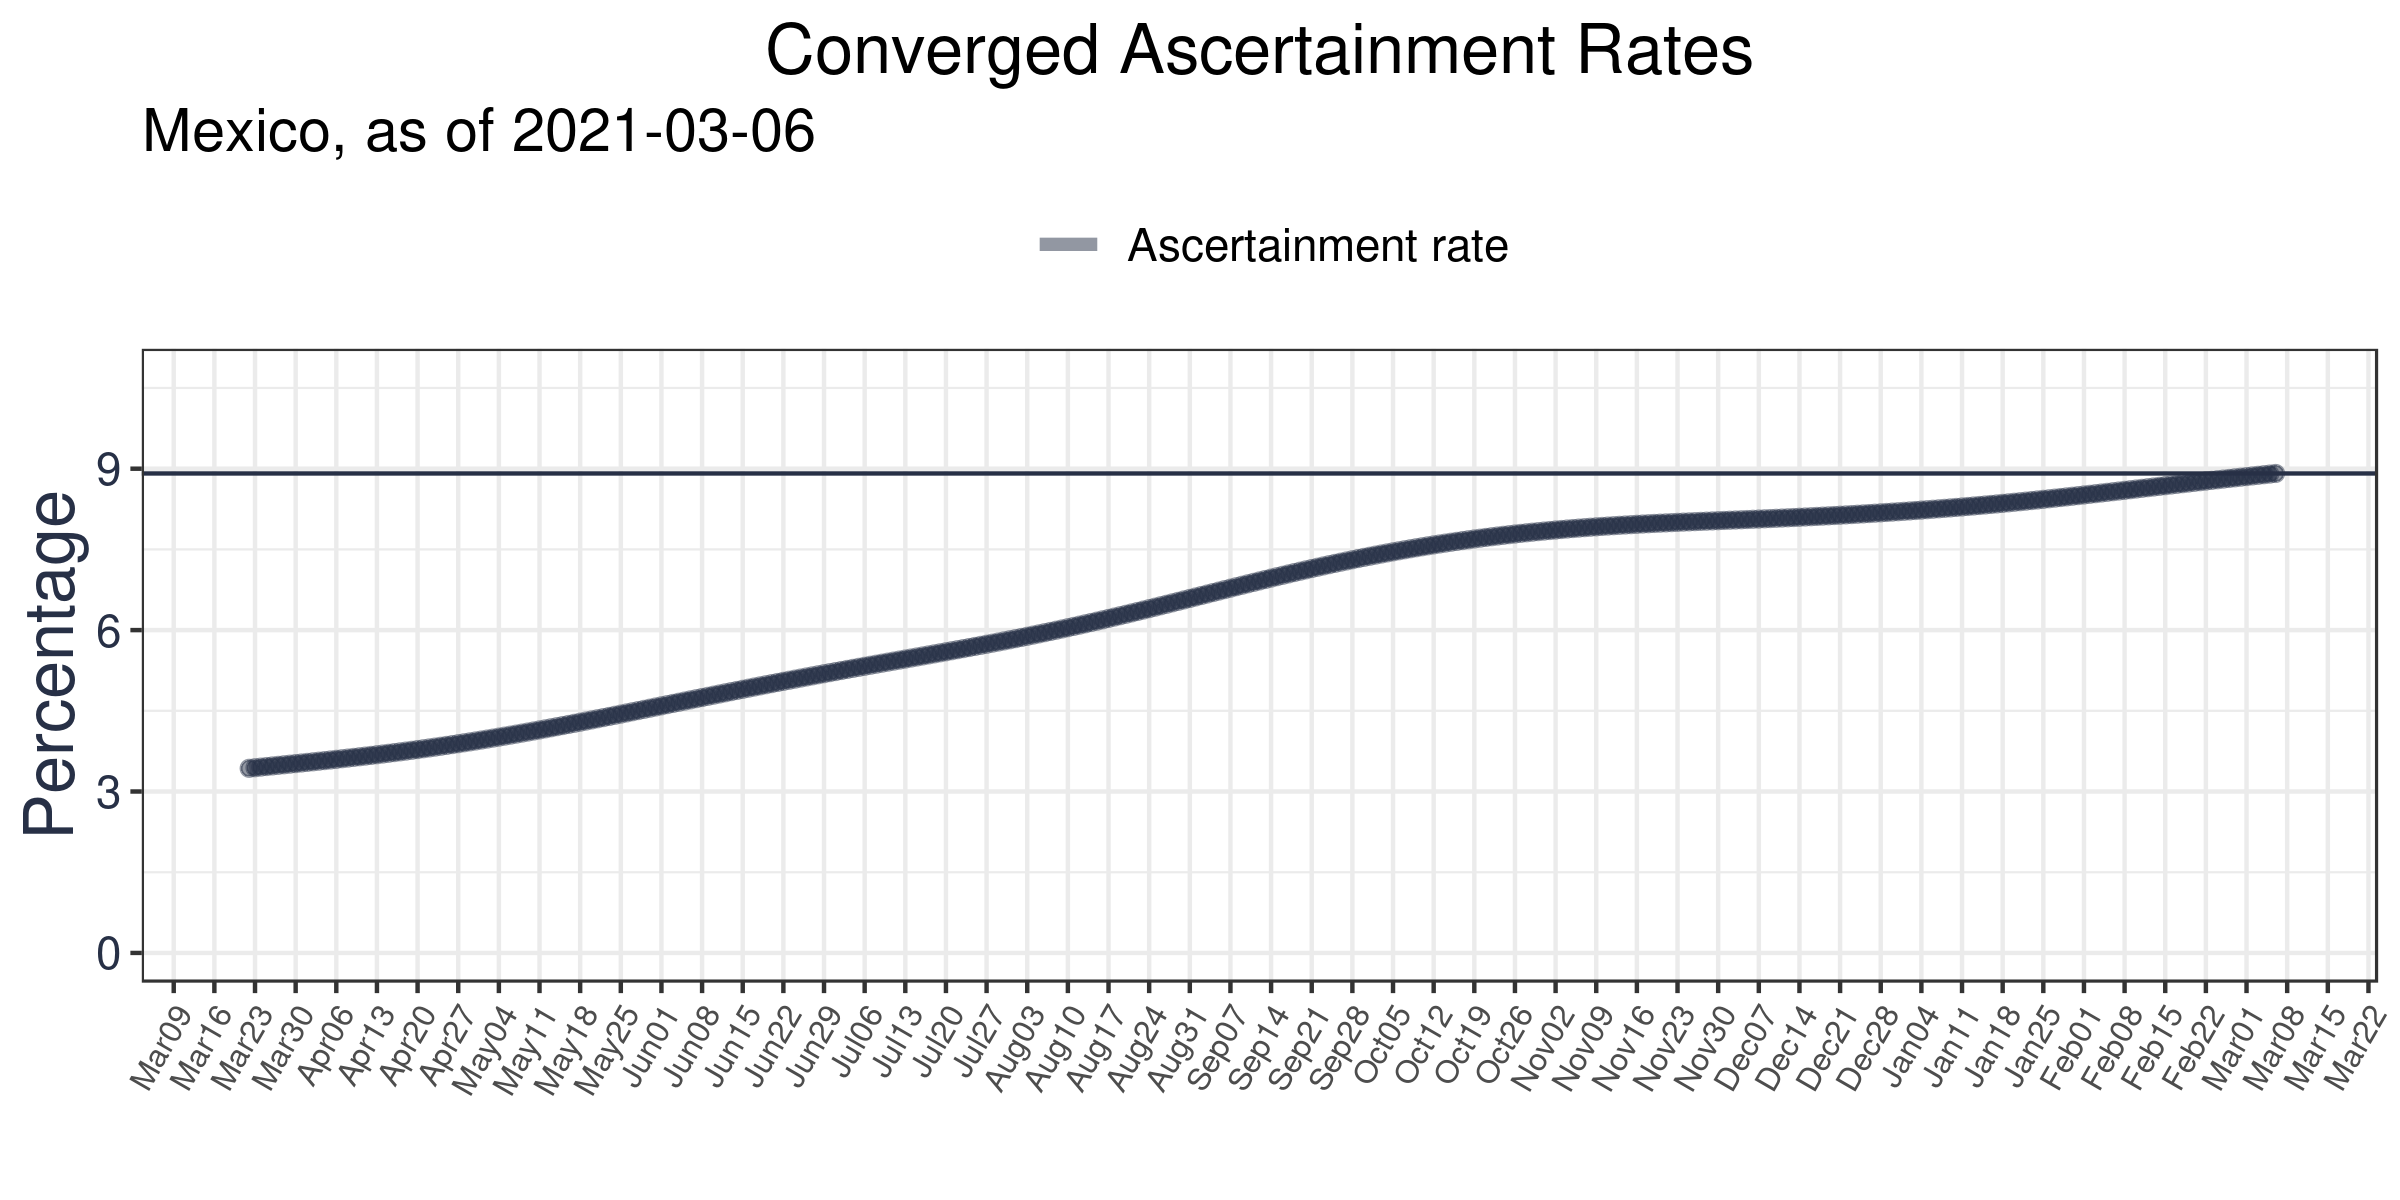 Converged Ascertainment Rates
Mexico, as of 2021-03-06
Ascertainment rate
Percentage
9
6
3
0
Mar09 Mar16 Mar23 Mar30 Apr06 Apr13 Apr20 Apr27 May04 May11 May18 May25 Jun01 Jun08 Jun15 Jun22 Jun29 Jul06 Jul13 Jul20 Jul27 Aug03 Aug10 Aug17 Aug24 Aug31 Sep07 Sep14 Sep21 Sep28 Oct05 Oct12 Oct19 Oct26 Nov02 Nov09 Nov16 Nov23 Nov30 Dec07 Dec14 Dec21 Dec28 Jan04 Jan11 Jan18 Jan25 Feb01 Feb08 Feb15 Feb22 Mar01 Mar08 Mar15 Mar22